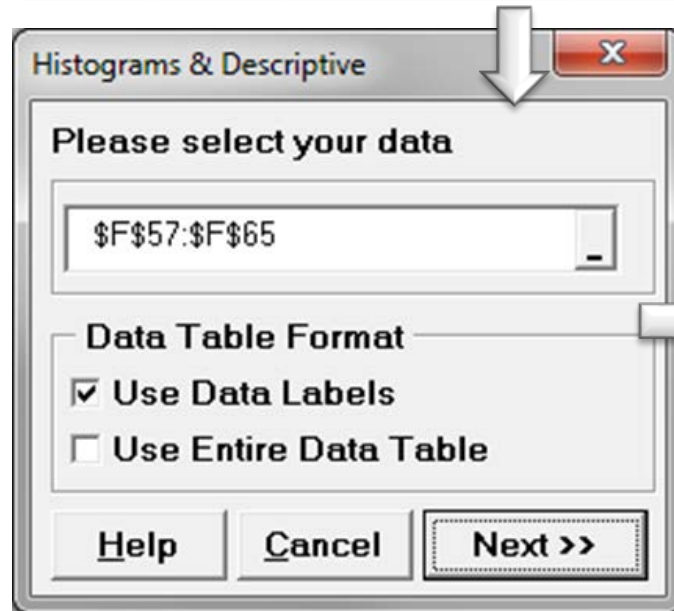 Histograms & Descriptive
Please select your data
$F$57:$F$65
Data Table Format
Use Data Labels
Use Entire Data Table
Help Cancel Next >>